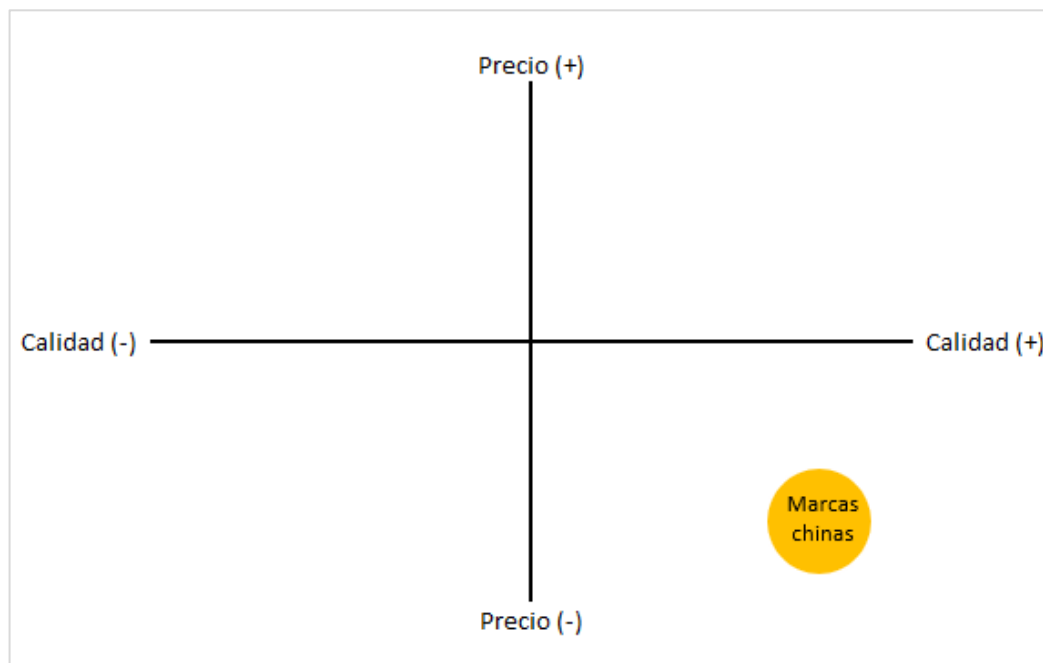 Precio (+)
Calidad (-)
Calidad (+)
Marcas
chinas
Precio (-)